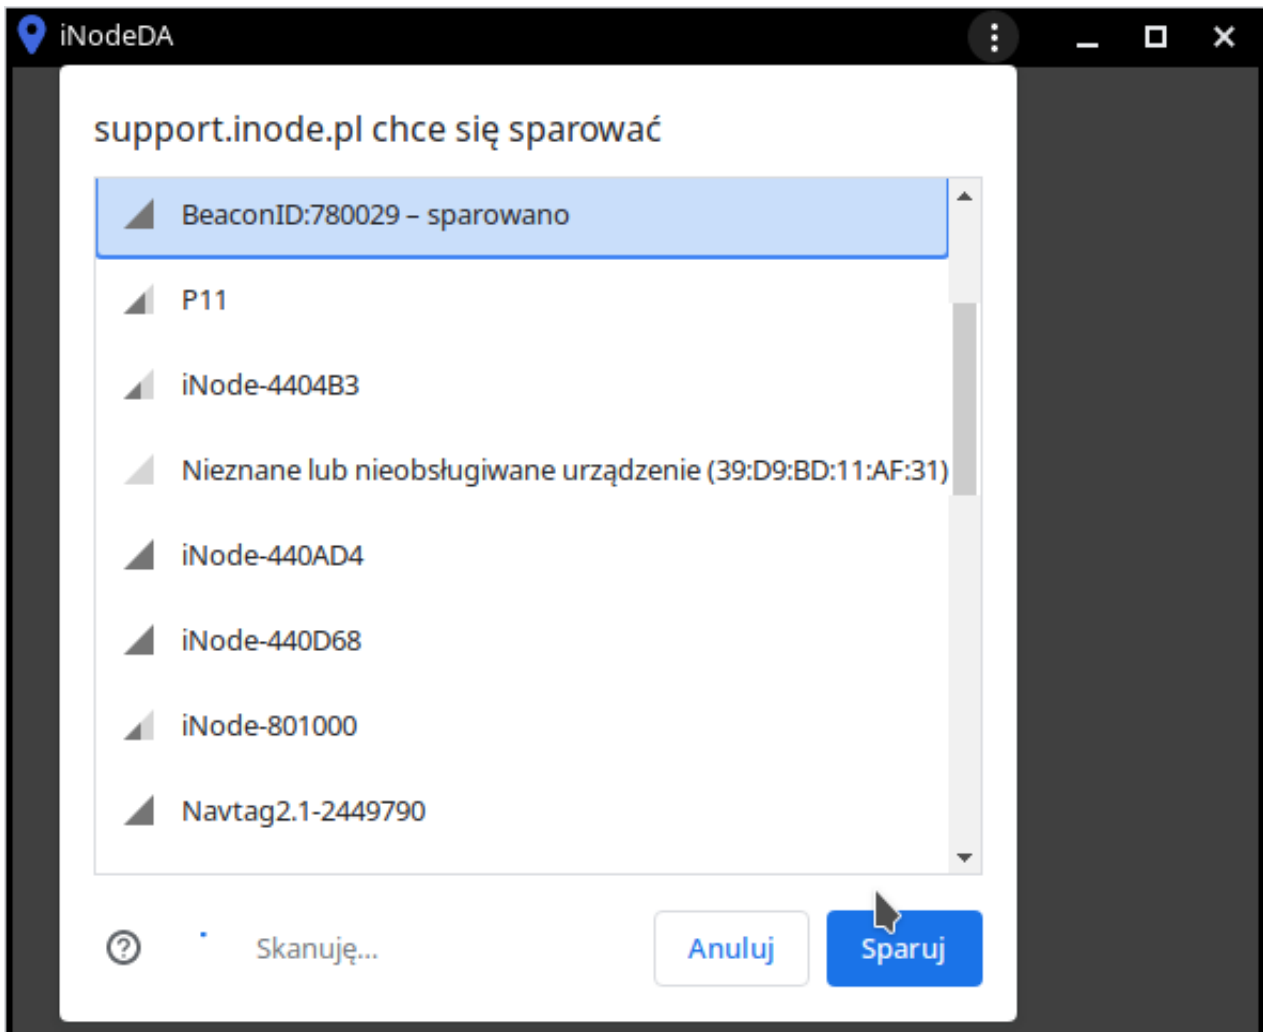 iNodeDA
support.inode.pl chce się sparować
BeaconID:780029 – sparowano
P11
iNode-4404B3
Nieznane lub nieobsługiwane urządzenie (39:D9:BD:11:AF:31)
iNode-440AD4
iNode-440D68
iNode-801000
Navtag2.1-2449790
Skanuję...
Anuluj
Sparuj